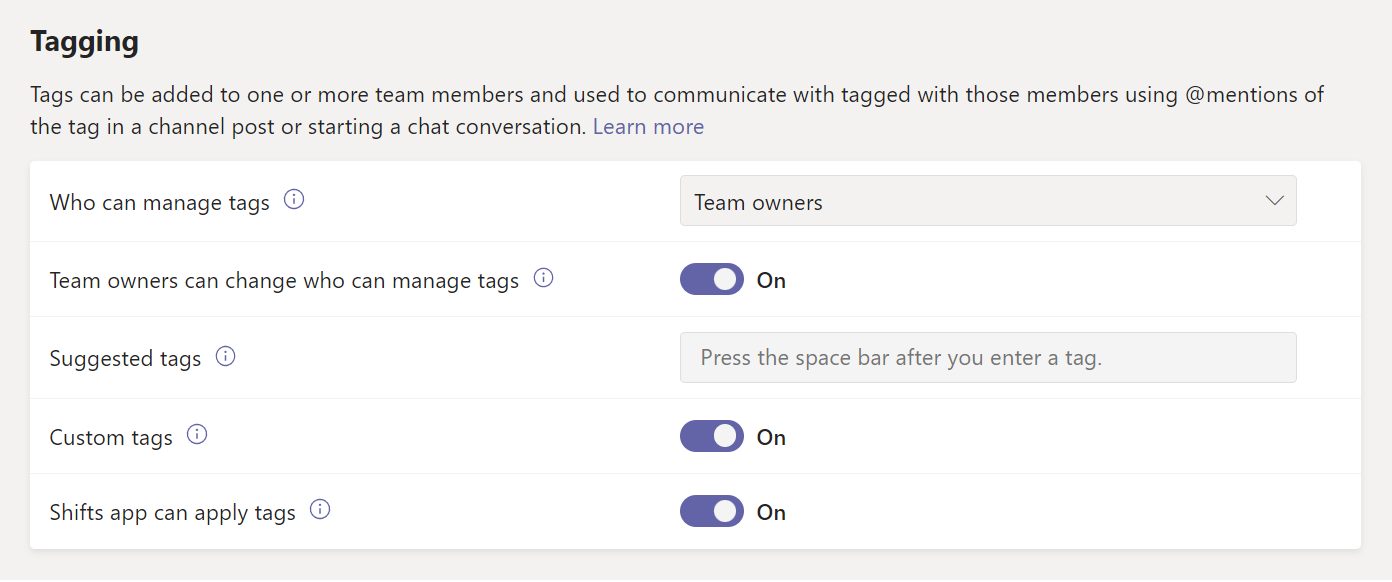 Tagging
Tags can be added to one or more team members and used to communicate with tagged with those members using @mentions of
the tag in a channel post or starting a chat conversation. Learn more
Who can manage tags
Team owners
Team owners can change who can manage tags
On
Suggested tags
Press the space bar after you enter a tag.
Custom tags
On
Shifts app can apply tags
On